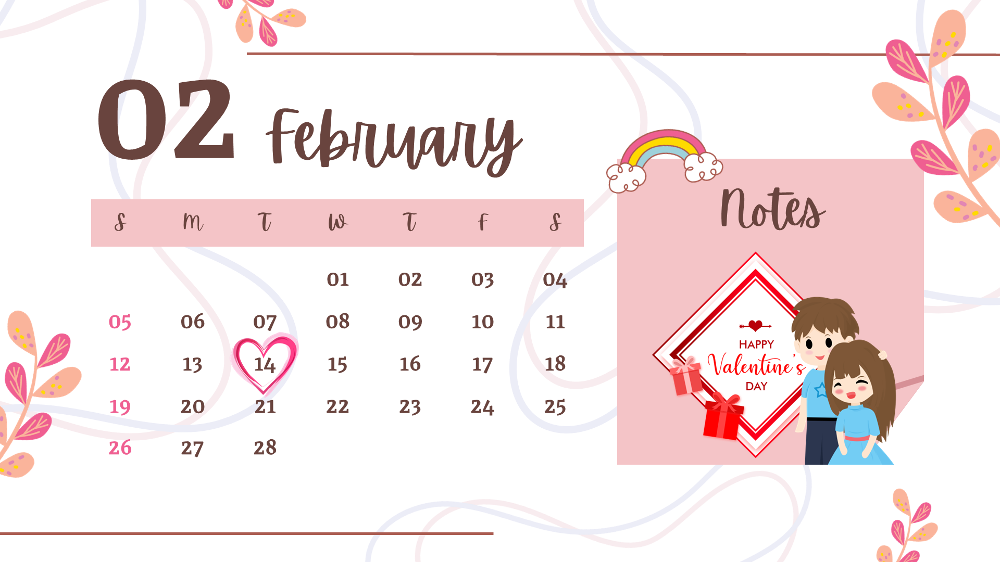 02 February
S M T W T F S
01 02 03 04
05 06 07 08 09 10 11
12 13 14 15 16 17 18
19 20 21 22 23 24 25
26 27 28
Notes
HAPPY
Valentine's
DAY